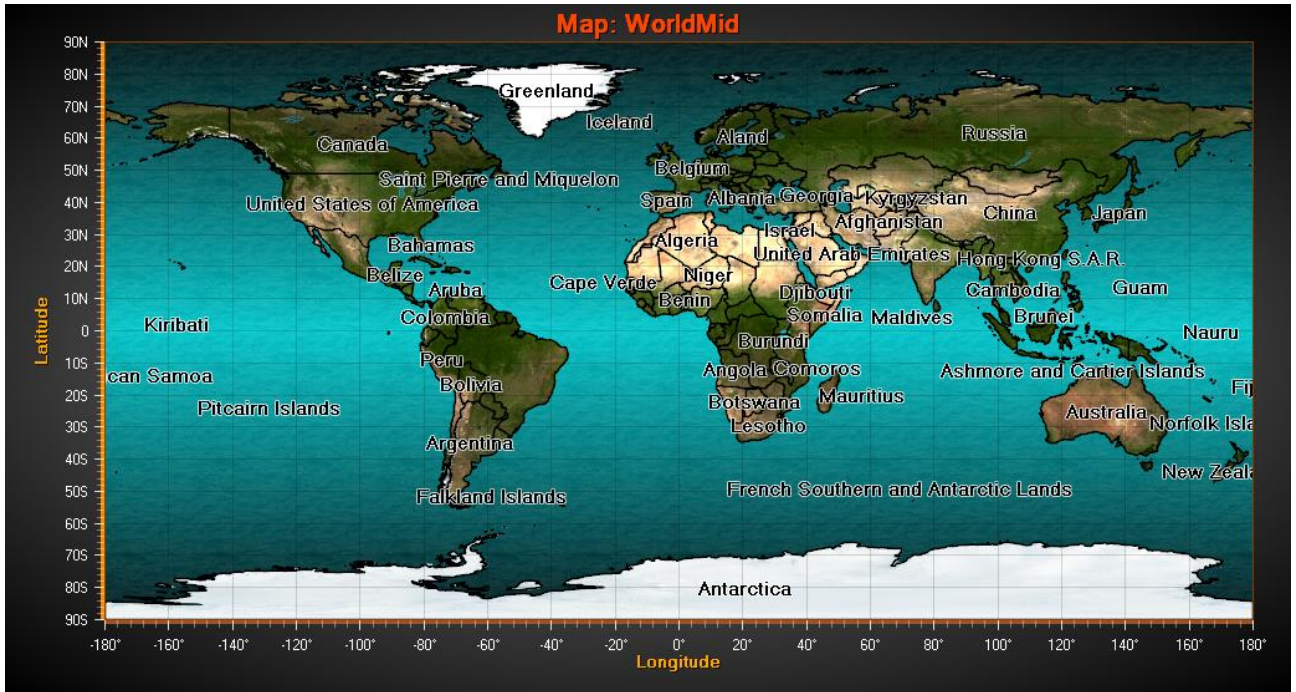 Map: WorldMid
90N
80N
70N
60N
50N
40N
30N
20N
10N
0
10S
20S
30S
40S
50S
60S
70S
80S
90S
Latitude
Greenland
Iceland
Canada
Aland
Russia
Belgium
Saint Pierre and Miquelon
United States of America
Spain
Albania
Georgia
Kyrgyzstan
China
Japan
Afghanistan
Bahamas
Algeria
Israel
United Arab Emirates
Hong Kong S.A.R.
Belize
Aruba
Cape Verde
Niger
Benin
Djibouti
Cambodia
Guam
Kiribati
Colombia
Somalia
Maldives
Brunei
Nauru
Burundi
Peru
Bolivia
Angola
Comoros
Ashmore and Cartier Islands
can Samoa
Pitcairn Islands
Botswana
Mauritius
Lesotho
Australia
Fij
Norfolk Isla
Argentina
New Zeala
Falkland Islands
French Southern and Antarctic Lands
Antarctica
-180°
-160°
-140°
-120°
-100°
-80°
-60°
-40°
-20°
0°
20°
40°
60°
80°
100°
120°
140°
160°
180°
Longitude